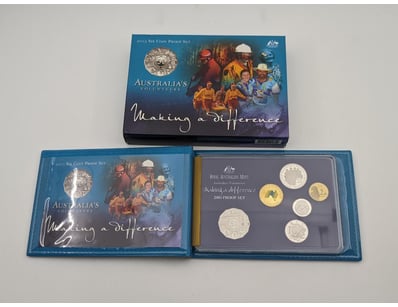 2003 Six Coin Proof Set
AUSTRALIA'S
VOLUNTEERS
Making a difference
2003 Six Coin Proof Set
AUSTRALIA'S
VOLUNTEERS
Making a difference
ROYAL AUSTRALIAN MINT
Making a difference
2003 PROOF SET